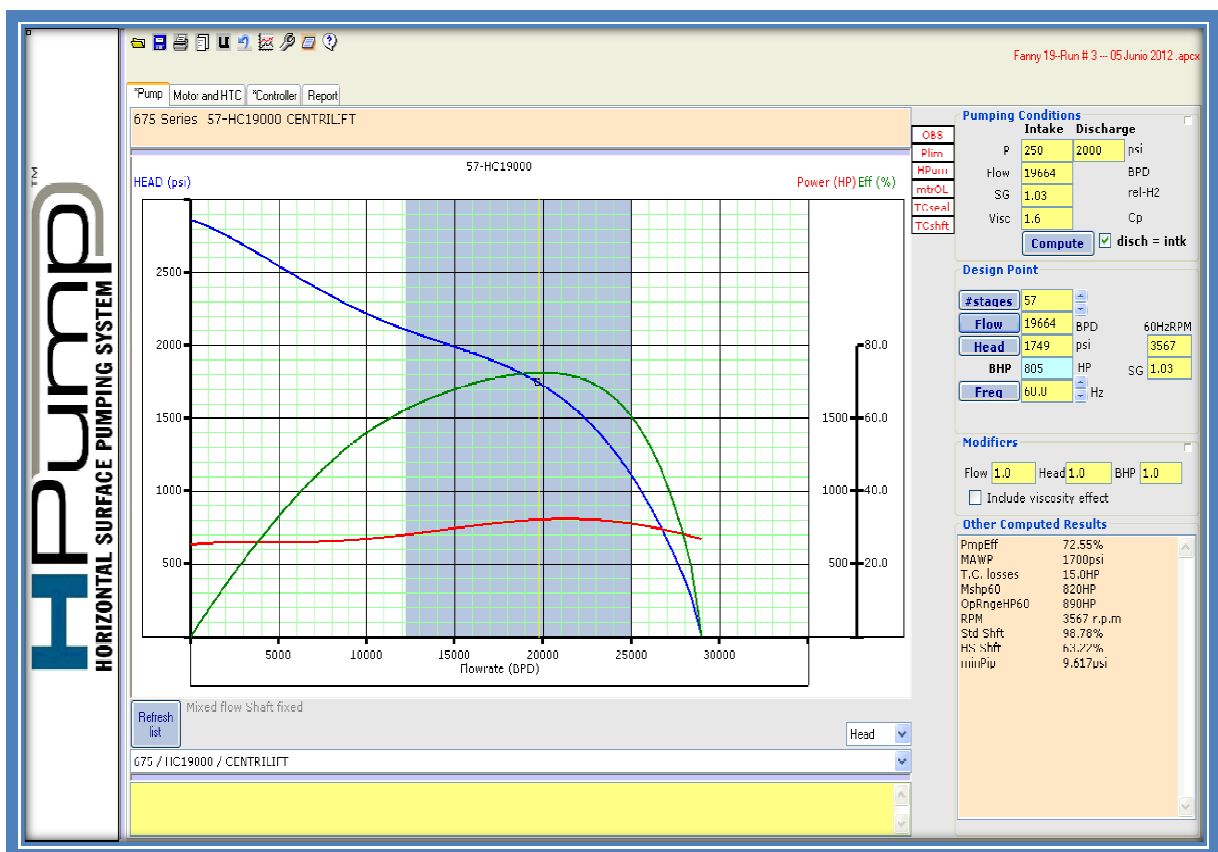 HPump™
HORIZONTAL SURFACE PUMPING SYSTEM
Fanny 19--Run # 3 --- 05 Junio 2012 .apcx
*Pump
Motor and HTC
*Controller
Report
675 Series 57-HC19000 CENTRILIFT
57-HC19000
HEAD (psi)
Power (HP) Eff (%)
2500
2000
1500
1000
500
80.0
1500 60.0
1000 40.0
500 20.0
5000 10000 15000 20000 25000 30000
Flowrate (BPD)
OBS
Plim
mtrOL
TCseal
TCshft
Pumping Conditions
Intake Discharge
P 250 2000 psi
Flow 19664 BPD
SG 1.03 rel-H2
Visc 1.6 Cp
Compute disch = intk
Design Point
#stages 57
Flow 19664 BPD 60HzRPM
Head 1749 psi 3567
BHP 805 HP SG 1.03
Freq 60.0 Hz
Modifiers
Flow 1.0 Head 1.0 BHP 1.0
Include viscosity effect
Other Computed Results
PmpEff 72.55%
MAWP 1700psi
T.C. losses 15.0HP
Mshp60 820HP
OpRngeHP60 890HP
RPM 3567 r.p.m
Std Shft 98.78%
HS Shft 63.22%
minPip 9.617psi
Refresh list
Mixed flow Shaft fixed
Head
675 / HC19000 / CENTRILIFT